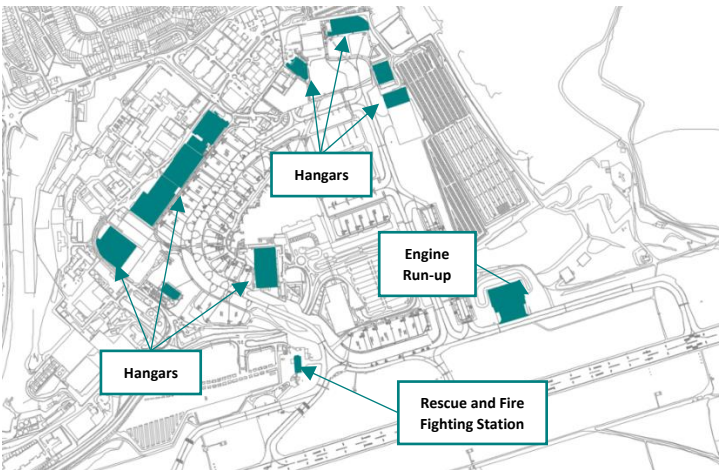 Hangars
Engine
Run-up
Hangars
Rescue and Fire
Fighting Station